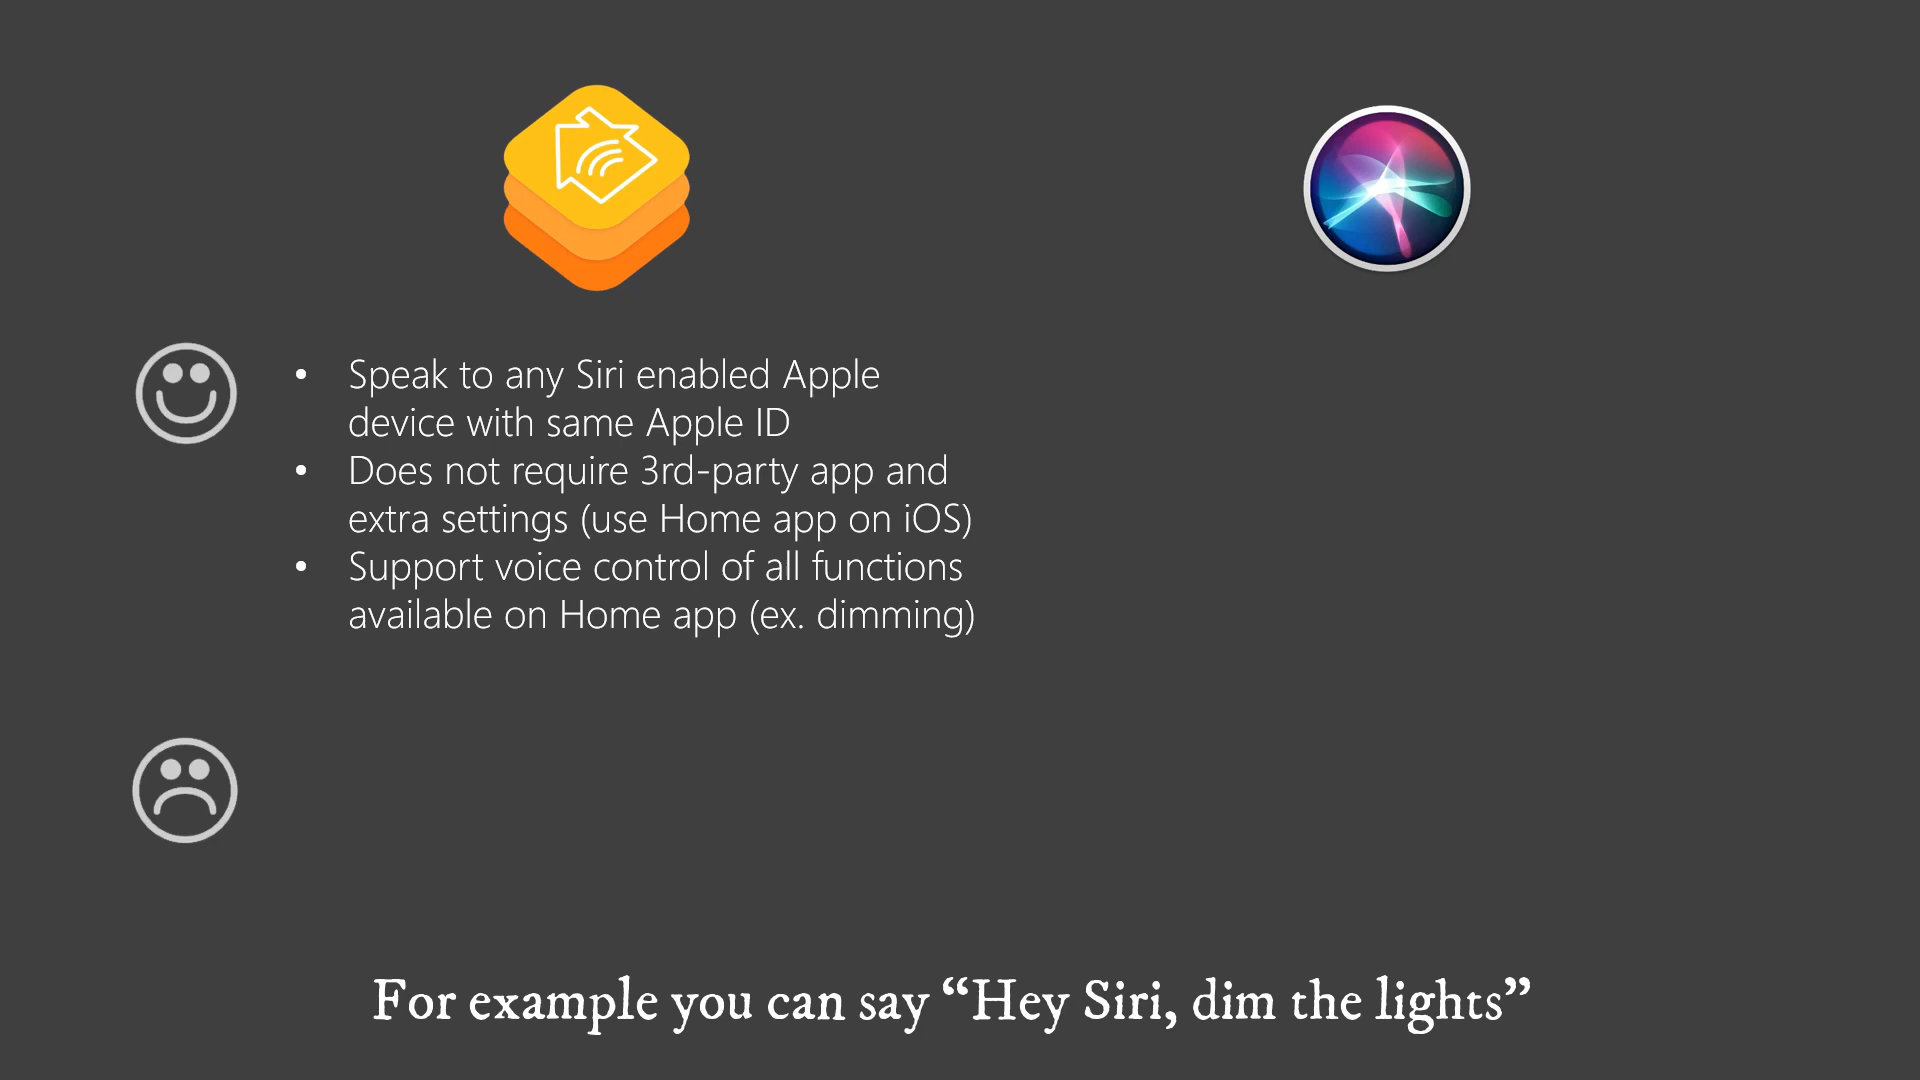 • Speak to any Siri enabled Apple
device with same Apple ID
• Does not require 3rd-party app and
extra settings (use Home app on iOS)
• Support voice control of all functions
available on Home app (ex. dimming)
For example you can say “Hey Siri, dim the lights”